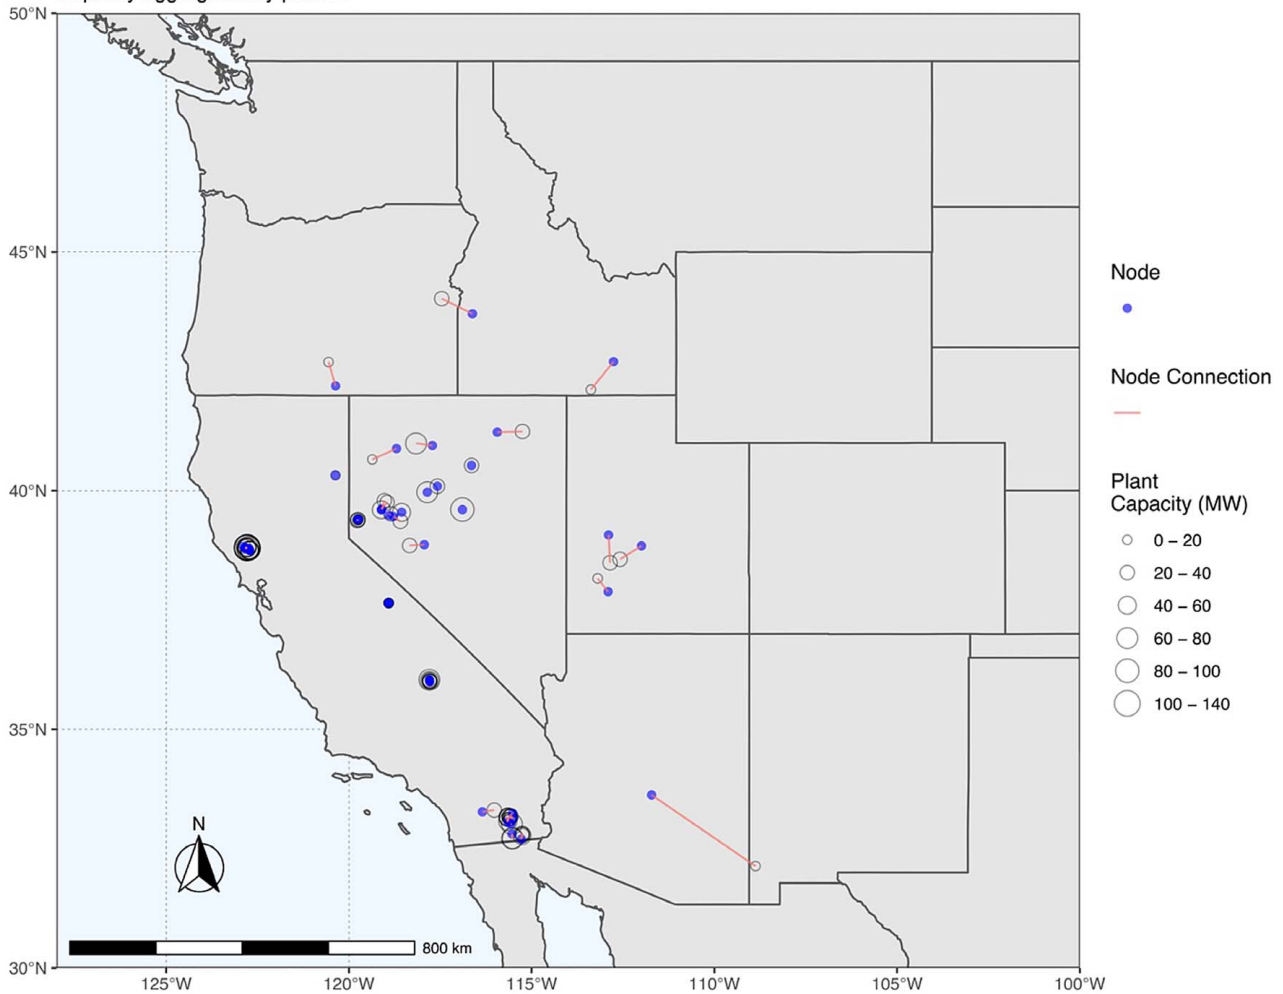 50°N
45°N
40°N
35°N
30°N
125°W
120°W
115°W
110°W
105°W
100°W
N
800 km
Node
Node Connection
Plant
Capacity (MW)
0 – 20
20 – 40
40 – 60
60 – 80
80 – 100
100 – 140